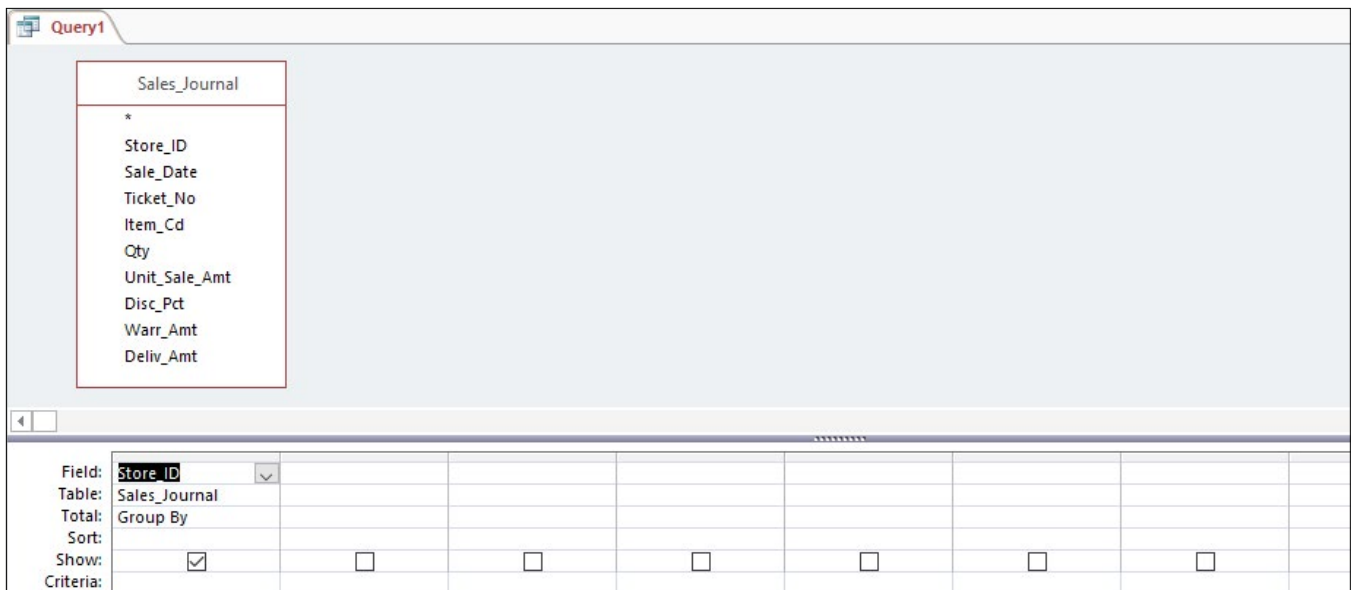 Query1
Sales_Journal
*
Store_ID
Sale_Date
Ticket_No
Item_Cd
Qty
Unit_Sale_Amt
Disc_Pct
Warr_Amt
Deliv_Amt
Field: Store_ID
Table: Sales_Journal
Total: Group By
Sort:
Show:
Criteria: